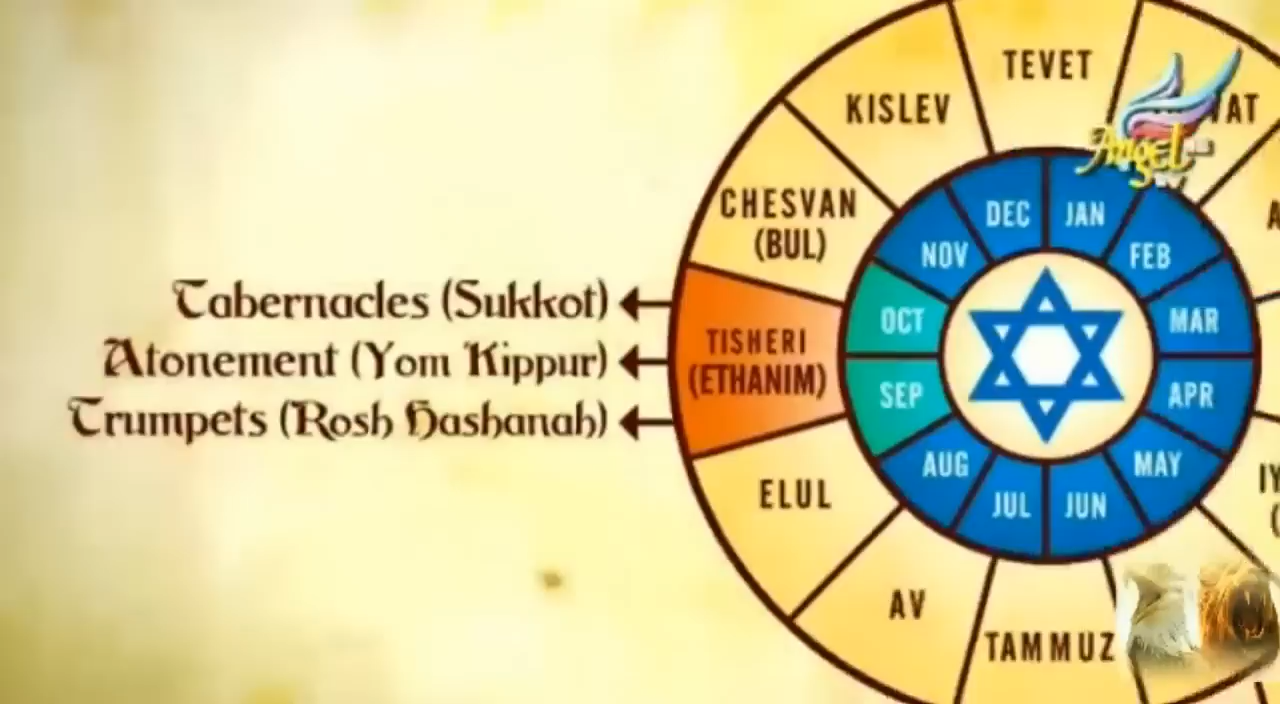 TEVET
KISLEV
CHESVAN
(BUL)
TISHERI
(ETHANIM)
ELUL
AV
TAMMUZ
DEC
JAN
NOV
FEB
OCT
MAR
SEP
APR
AUG
MAY
JUL
JUN
Tabernacles (Sukkot)
Atonement (Yom Kippur)
Trumpets (Rosh Hashanah)
Angel